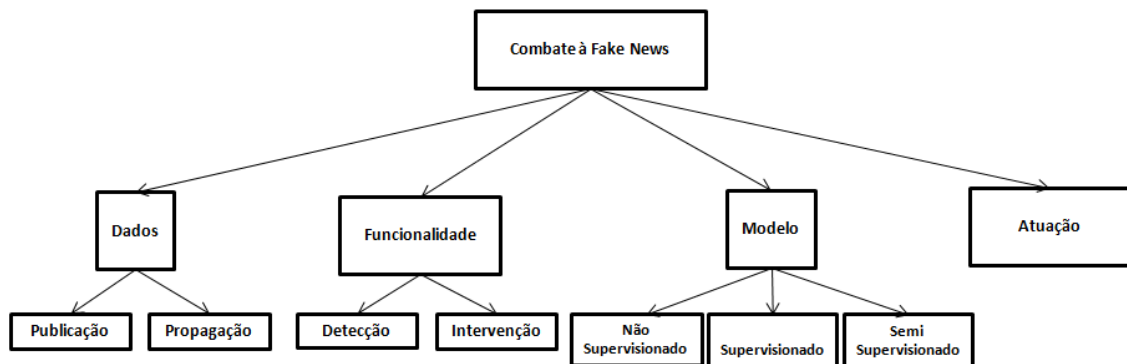 Combate à Fake News
Dados
Funcionalidade
Modelo
Atuação
Publicação
Propagação
Detecção
Intervenção
Não
Supervisionado
Supervisionado
Semi
Supervisionado